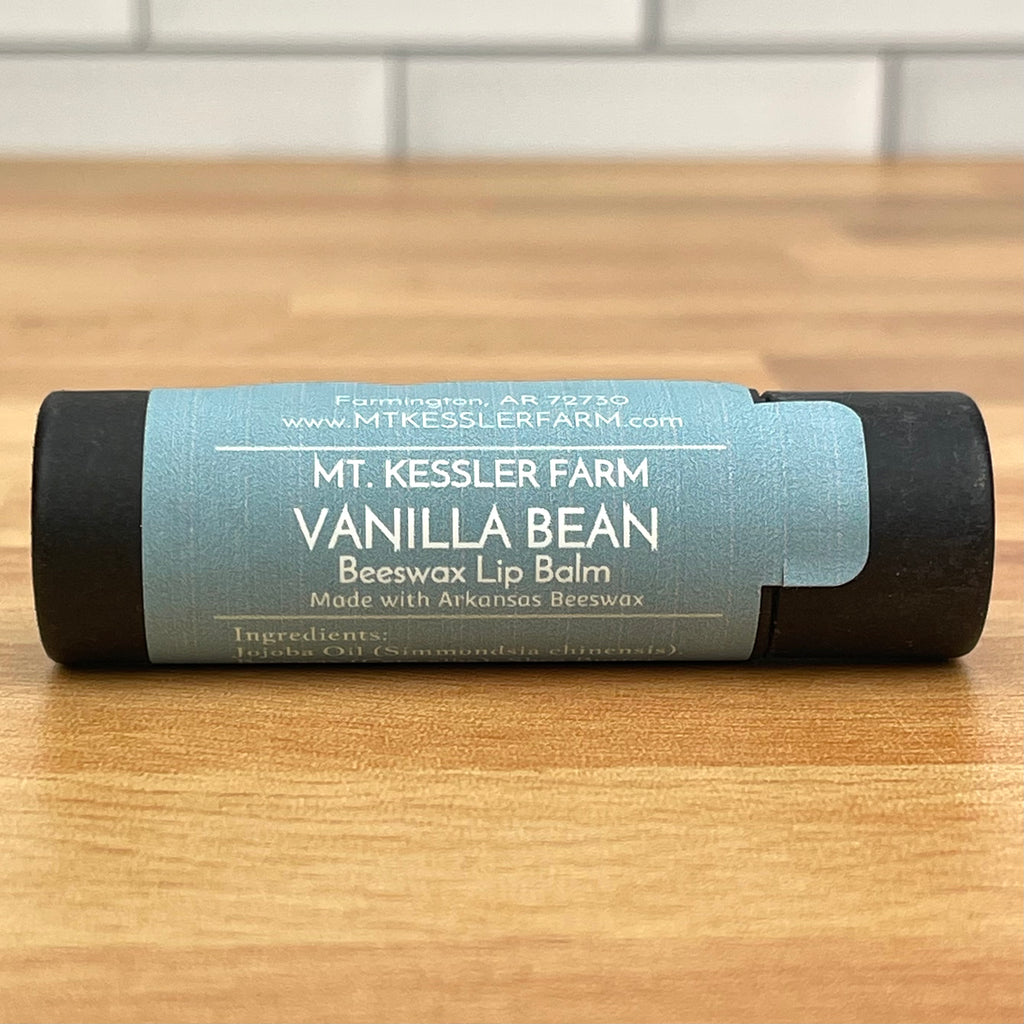 Farmington, AR 72730
www.MTKESSLERFARM.com
MT. KESSLER FARM
VANILLA BEAN
Beeswax Lip Balm
Made with Arkansas Beeswax
Ingredients:
Jojoba Oil (Simmondsia chinensis),